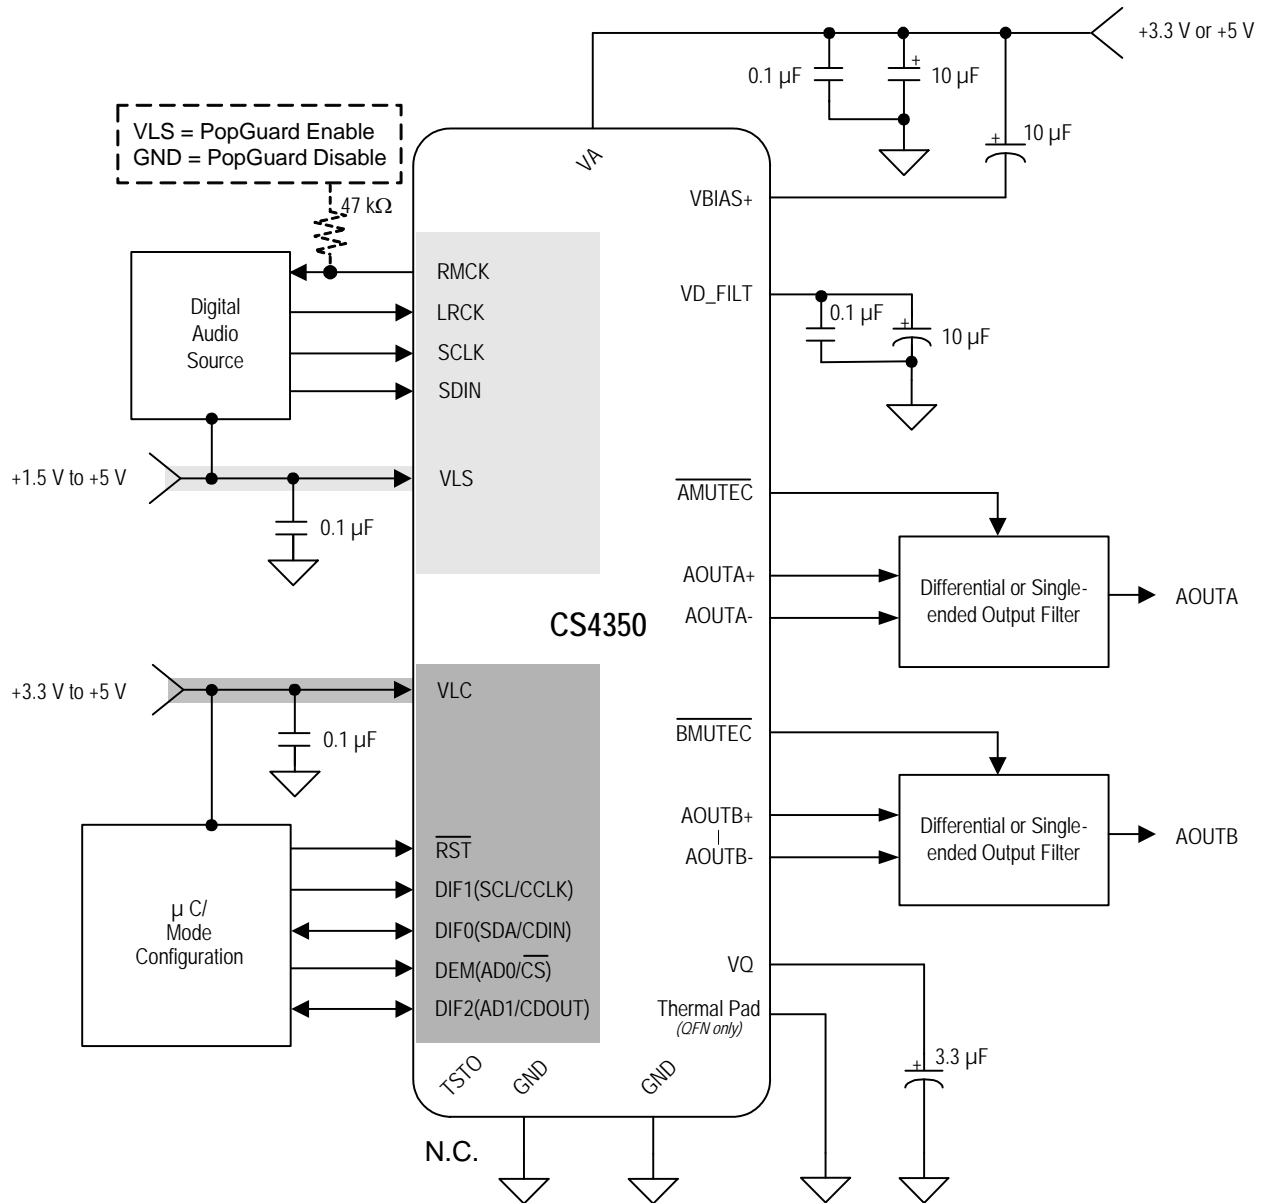 +3.3 V or +5 V
0.1 µF
+
10 µF
VLS = PopGuard Enable
GND = PopGuard Disable
+
10 µF
VA
VBIAS+
47 kΩ
RMCK
Digital
Audio
Source
LRCK
SCLK
SDIN
VD_FILT
0.1 µF
+
10 µF
+1.5 V to +5 V
VLS
0.1 µF
AMUTEC
AOUTA+
AOUTA-
Differential or Single-
ended Output Filter
AOUTA
CS4350
+3.3 V to +5 V
VLC
0.1 µF
BMUTEC
AOUTB+
AOUTB-
Differential or Single-
ended Output Filter
AOUTB
µ C/
Mode
Configuration
RST
DIF1(SCL/CCLK)
DIF0(SDA/CDIN)
DEM(AD0/CS)
DIF2(AD1/CDOUT)
VQ
Thermal Pad
(QFN only)
+
3.3 µF
TSTO
GND
GND
N.C.